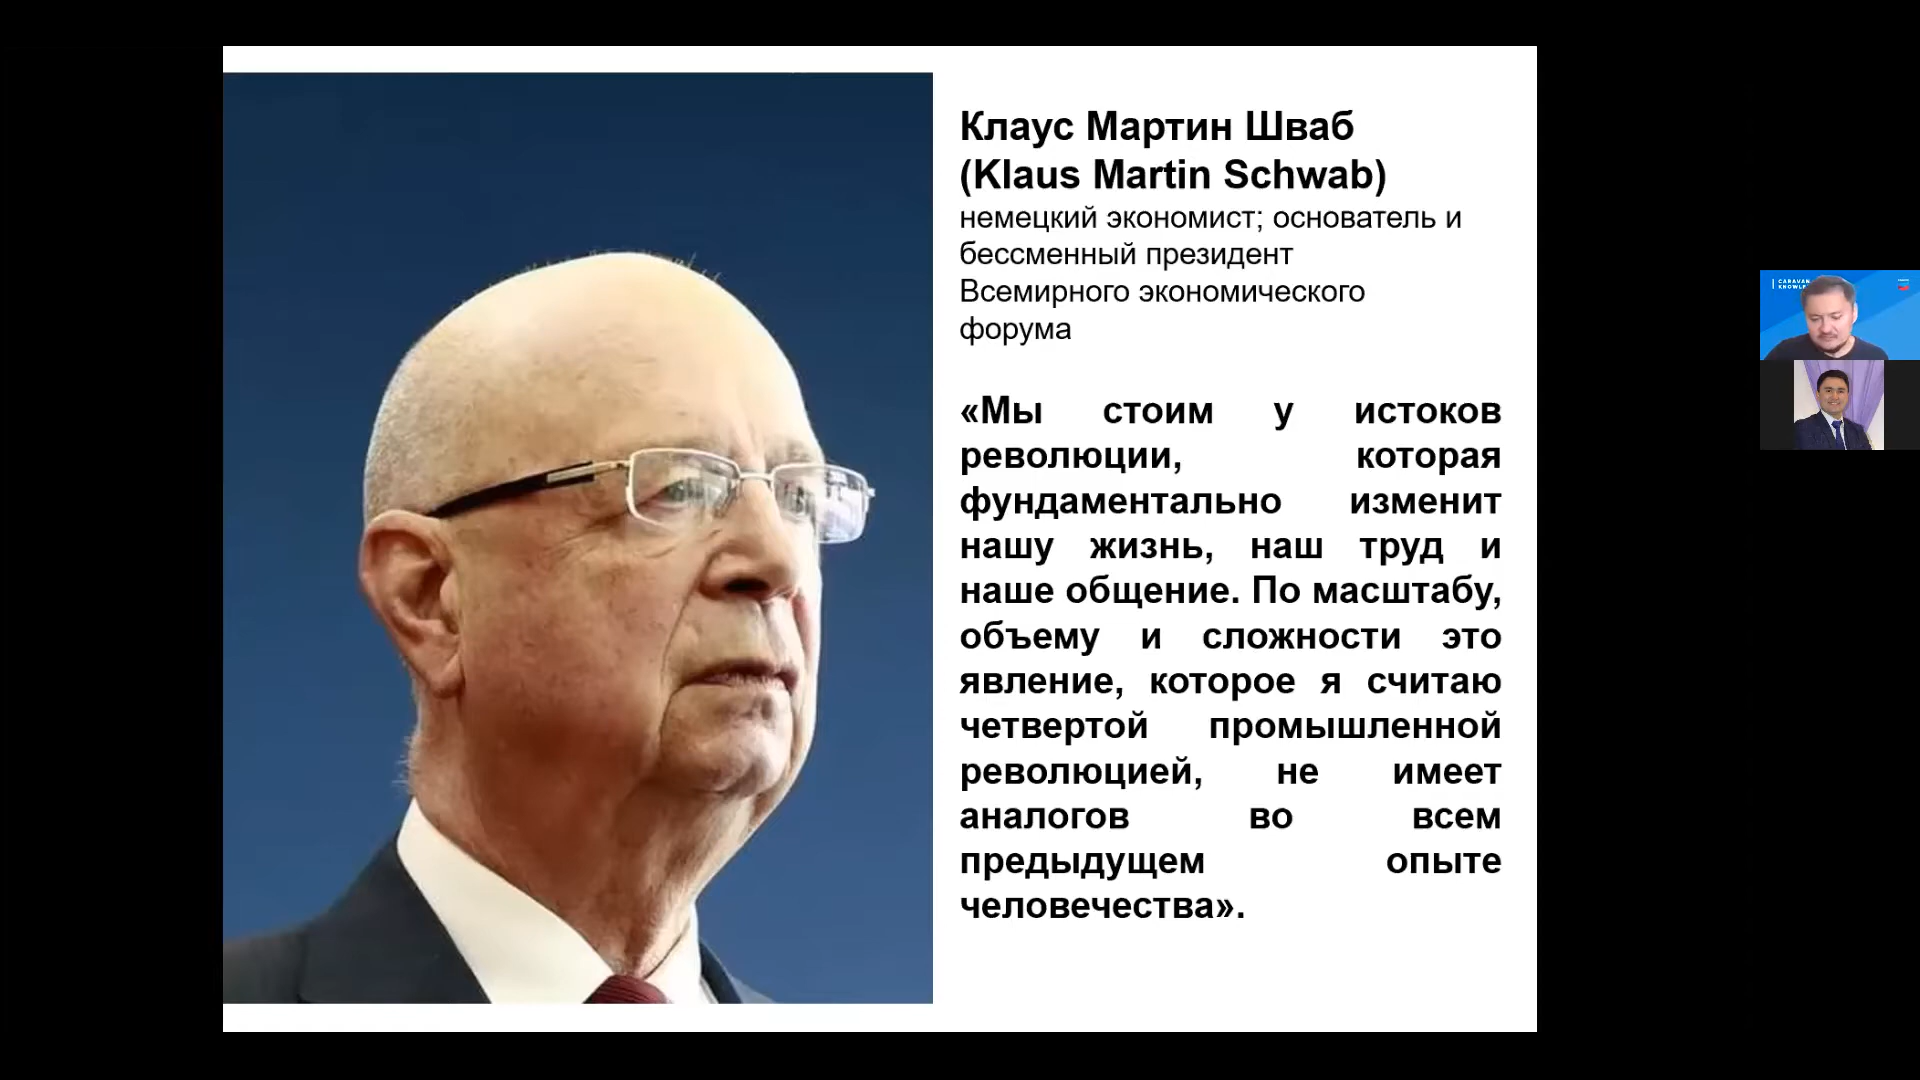 Клаус Мартин Шваб
(Klaus Martin Schwab)
немецкий экономист; основатель и
бессменный президент
Всемирного экономического
форума
«Мы стоим у истоков
революции, которая
фундаментально изменит
нашу жизнь, наш труд и
наше общение. По масштабу,
объему и сложности это
явление, которое я считаю
четвертой промышленной
революцией, не имеет
аналогов во всем
предыдущем опыте
человечества».
CARAVAN